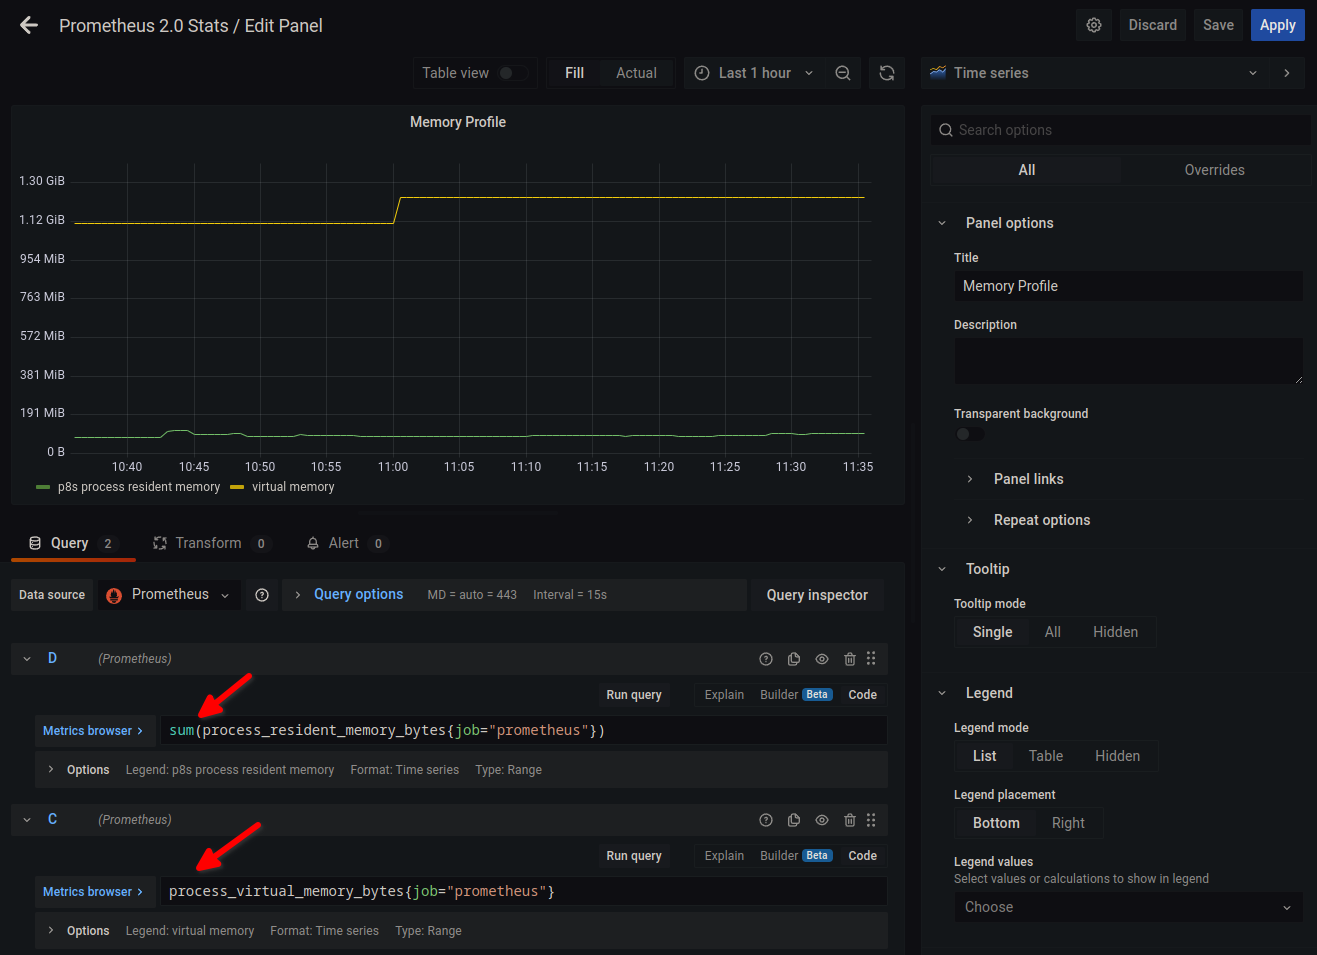 Prometheus 2.0 Stats / Edit Panel
Discard
Save
Apply
Table view
Fill
Actual
Last 1 hour
Time series
Memory Profile
1.30 GiB
1.12 GiB
954 MiB
763 MiB
572 MiB
381 MiB
191 MiB
0 B
10:40 10:45 10:50 10:55 11:00 11:05 11:10 11:15 11:20 11:25 11:30 11:35
p8s process resident memory virtual memory
Query 2
Transform 0
Alert 0
Data source
Prometheus
Query options MD = auto = 443 Interval = 15s
Query inspector
D (Prometheus)
Run query
Explain Builder Beta Code
Metrics browser
sum(process_resident_memory_bytes{job="prometheus"})
Options Legend: p8s process resident memory Format: Time series Type: Range
C (Prometheus)
Run query
Explain Builder Beta Code
Metrics browser
process_virtual_memory_bytes{job="prometheus"}
Options Legend: virtual memory Format: Time series Type: Range
Search options
All
Overrides
Panel options
Title
Memory Profile
Description
Transparent background
Panel links
Repeat options
Tooltip
Tooltip mode
Single All Hidden
Legend
Legend mode
List Table Hidden
Legend placement
Bottom Right
Legend values
Select values or calculations to show in legend
Choose